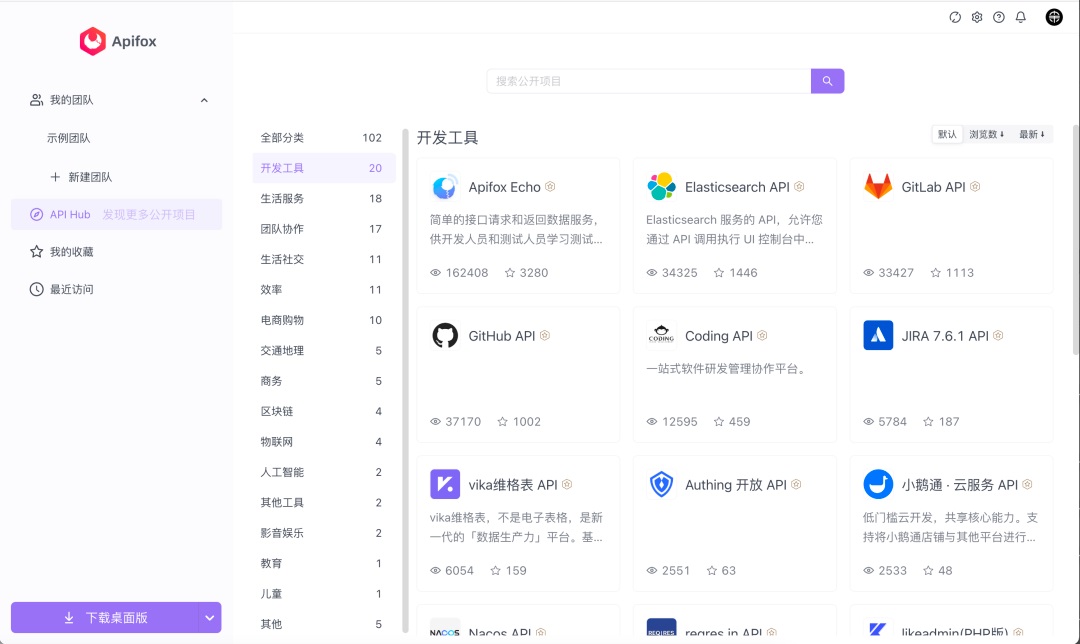 Apifox
我的团队
示例团队
新建团队
API Hub 发现更多公开项目
我的收藏
最近访问
下载桌面版
搜索公开项目
全部分类 102
开发工具 20
生活服务 18
团队协作 17
生活社交 11
效率 11
电商购物 10
交通地理 5
商务 5
区块链 4
物联网 4
人工智能 2
其他工具 2
影音娱乐 2
教育 1
儿童 1
其他 5
开发工具
默认 浏览数 最新
Apifox Echo
简单的接口请求和返回数据服务，
供开发人员和测试人员学习测试...
162408 3280
Elasticsearch API
Elasticsearch 服务的 API，允许您
通过 API 调用执行 UI 控制台中...
34325 1446
GitLab API
33427 1113
GitHub API
37170 1002
CODING
Coding API
一站式软件研发管理协作平台。
12595 459
JIRA 7.6.1 API
5784 187
vika维格表 API
vika维格表，不是电子表格，是新
一代的「数据生产力」平台。基...
6054 159
Authing 开放 API
2551 63
小鹅通 · 云服务 API
低门槛云开发，共享核心能力。支
持将小鹅通店铺与其他平台进行...
2533 48
NACOS
Nacos API
REQRES
reqres.in API
likeadmin(PHP版)